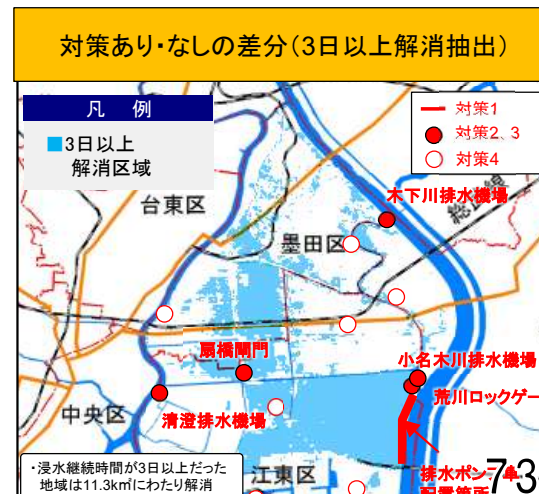 対策あり・なしの差分(3日以上解消抽出)
凡 例
3日以上
解消区域
対策1
対策2、3
対策4
木下川排水機場
総
線
台東区
墨田区
扇橋閘門
小名木川排水機場
荒川ロックゲー
中央区
清澄排水機場
江東区
排水ポンプ車
配置箇所
・浸水継続時間が3日以上だった
地域は11.3km²にわたり解消
73